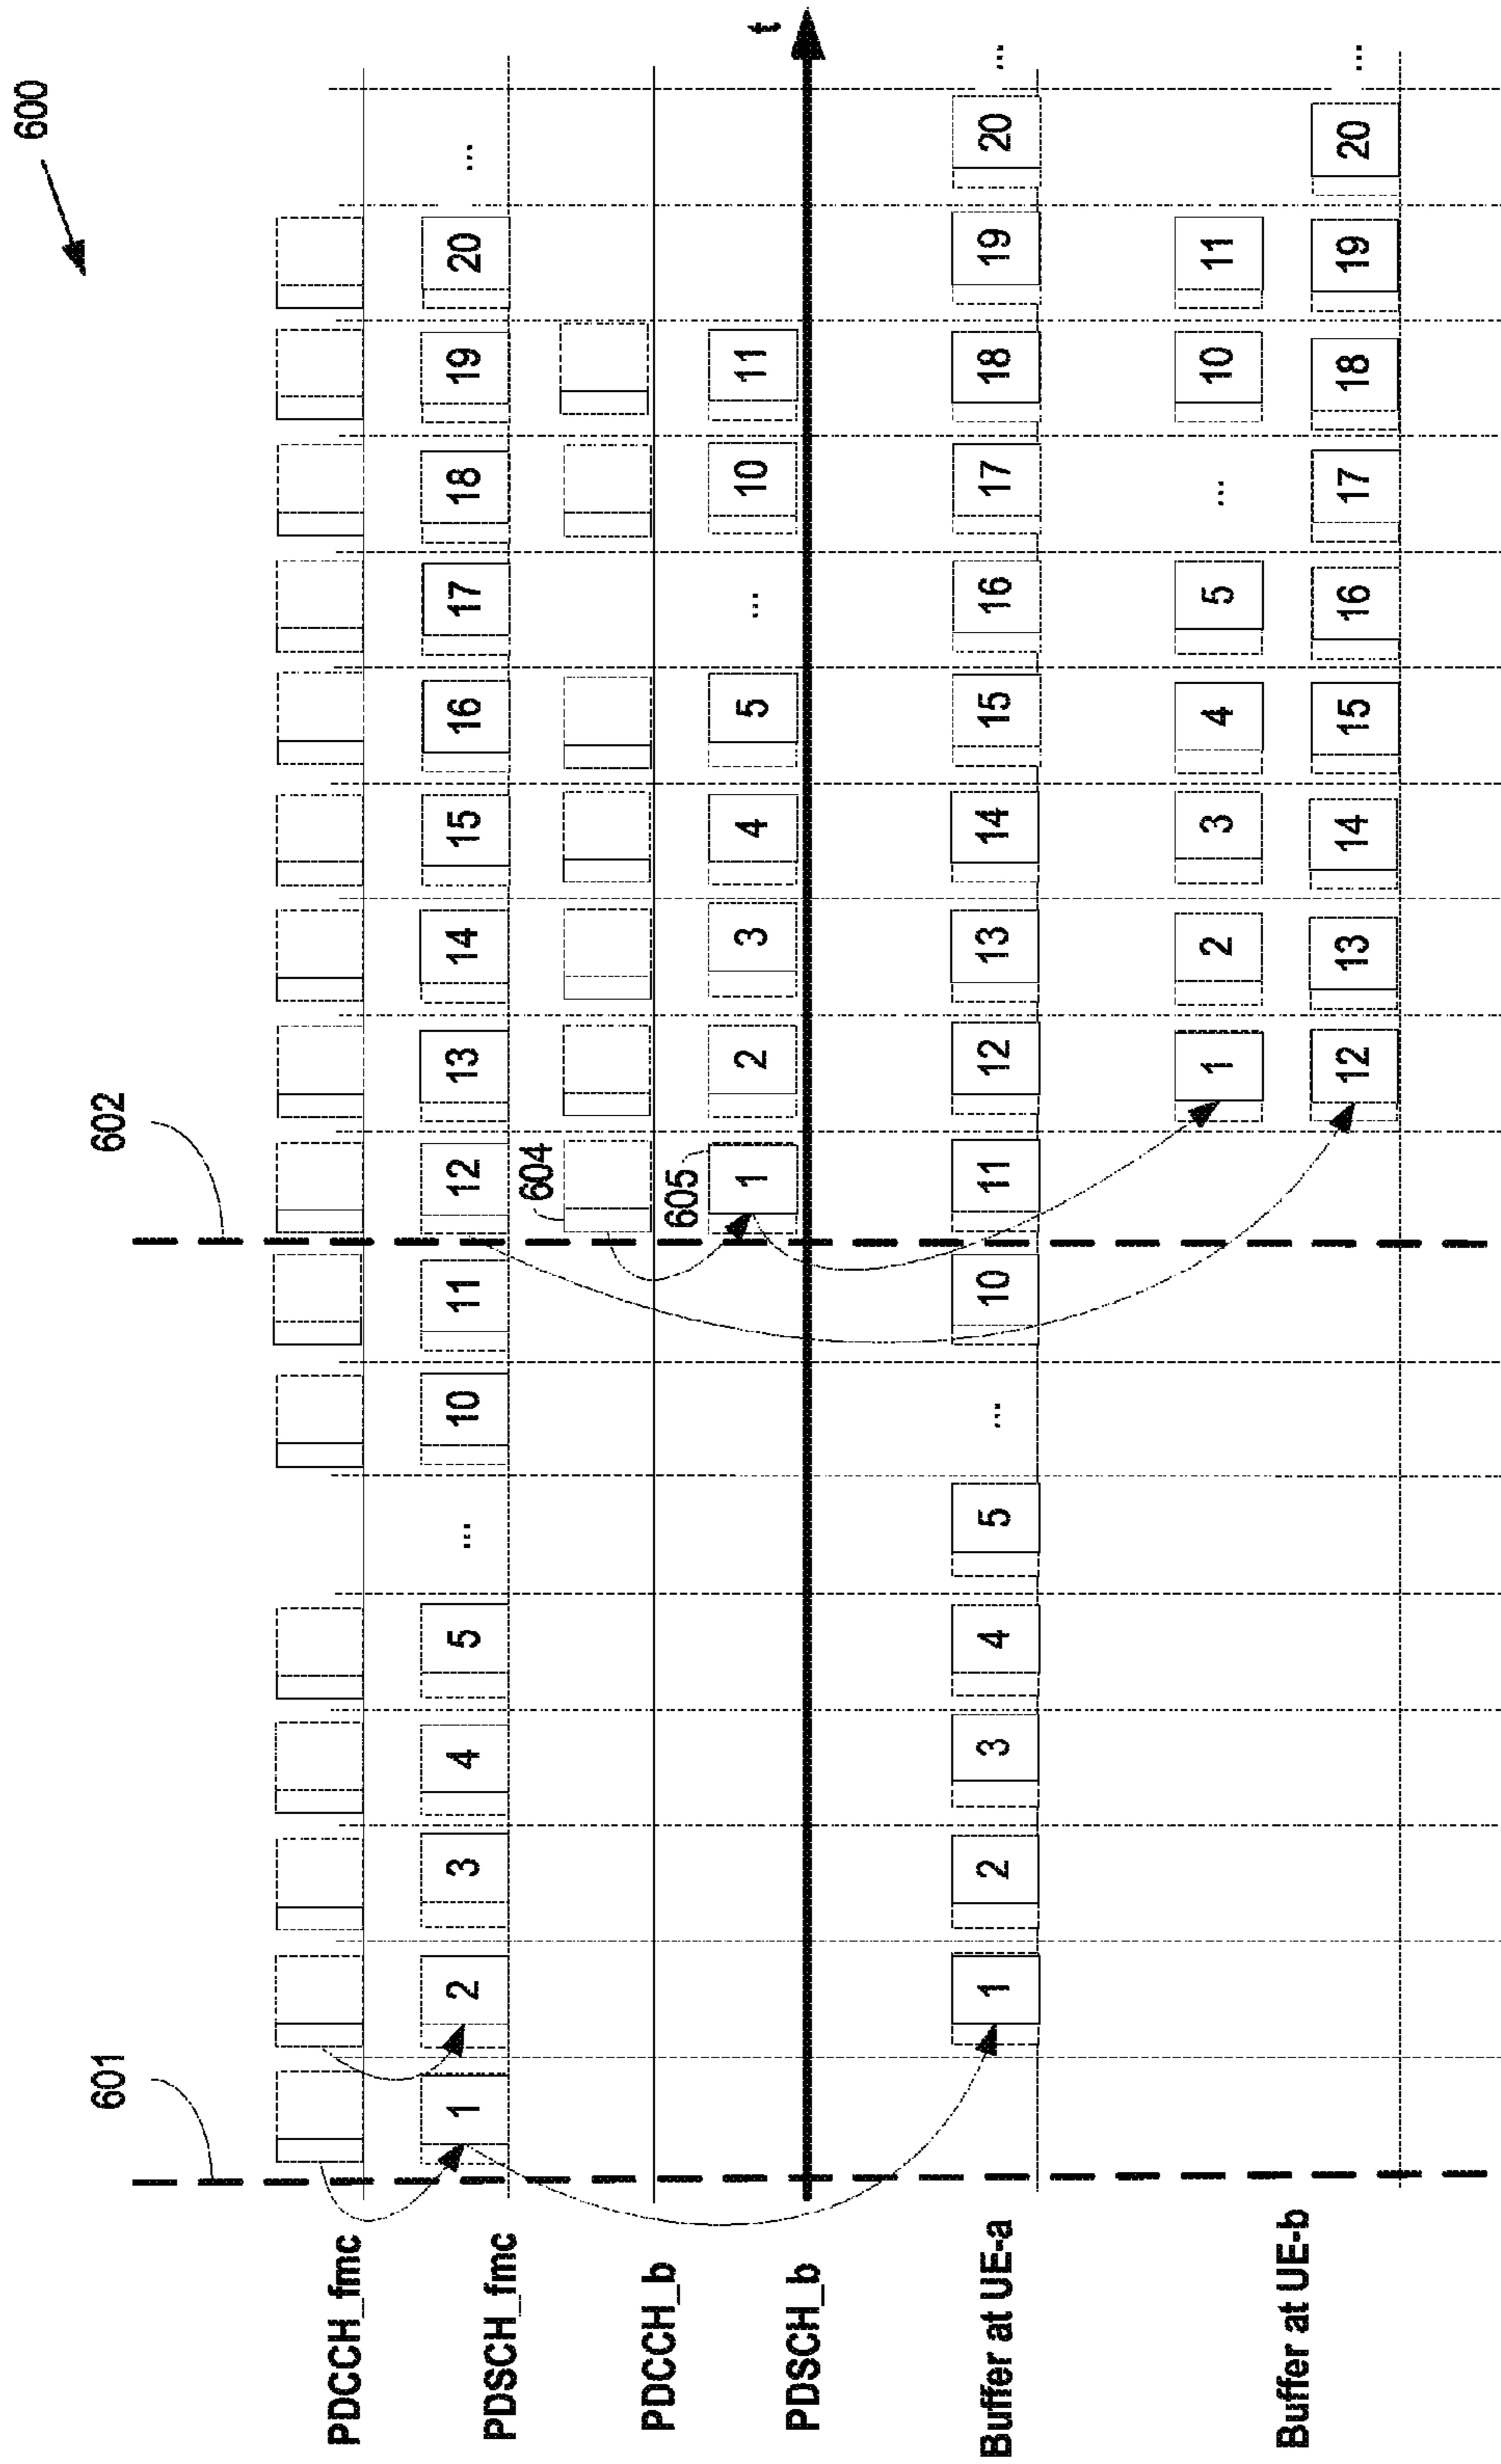 600
601
602
PDCCH_fmc
PDSCH_fmc
1 2 3 4 5 ... 10 11 12 13 14 15 16 17 18 19 20 ...
604
PDCCH_b
605
PDSCH_b
1 2 3 4 5 ... 10 11
t
Buffer at UE-a
1 2 3 4 5 ... 10 11 12 13 14 15 16 17 18 19 20 ...
1 2 3 4 5 ... 10 11
Buffer at UE-b
12 13 14 15 16 17 18 19 20 ...